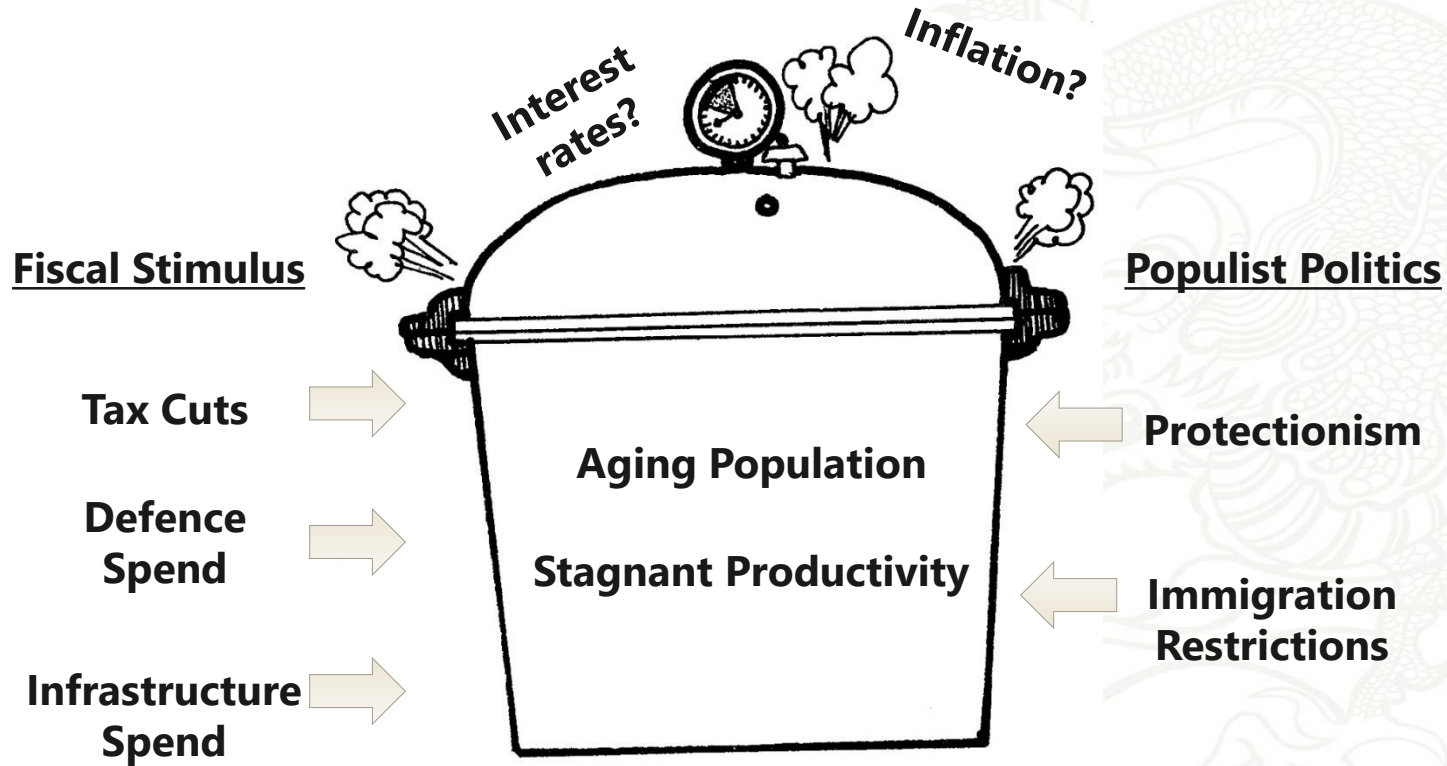 Interest
rates?
Inflation?
Fiscal Stimulus
Tax Cuts
Defence
Spend
Infrastructure
Spend
Aging Population
Stagnant Productivity
Populist Politics
Protectionism
Immigration
Restrictions